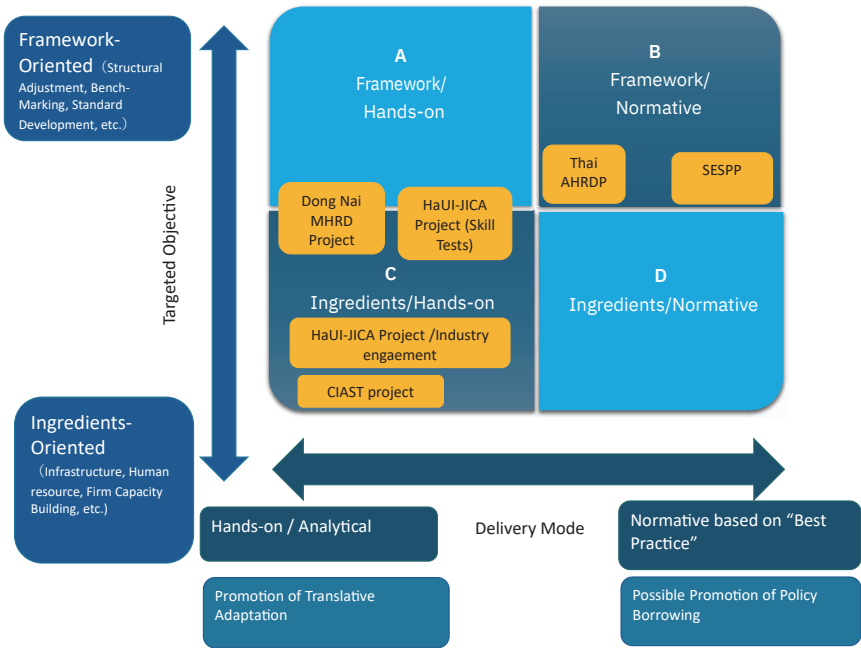 Framework-
Oriented（Structural
Adjustment, Bench-
Marking, Standard
Development, etc.）
Targeted Objective
A
Framework/
Hands-on
B
Framework/
Normative
Thai
AHRDP
SESPP
Dong Nai
MHRD
Project
HaUI-JICA
Project (Skill
Tests)
C
Ingredients/Hands-on
HaUI-JICA Project /Industry
engaement
CIAST project
D
Ingredients/Normative
Ingredients-
Oriented
（Infrastructure, Human
resource, Firm Capacity
Building, etc.)
Hands-on / Analytical
Delivery Mode
Normative based on “Best
Practice”
Promotion of Translative
Adaptation
Possible Promotion of Policy
Borrowing